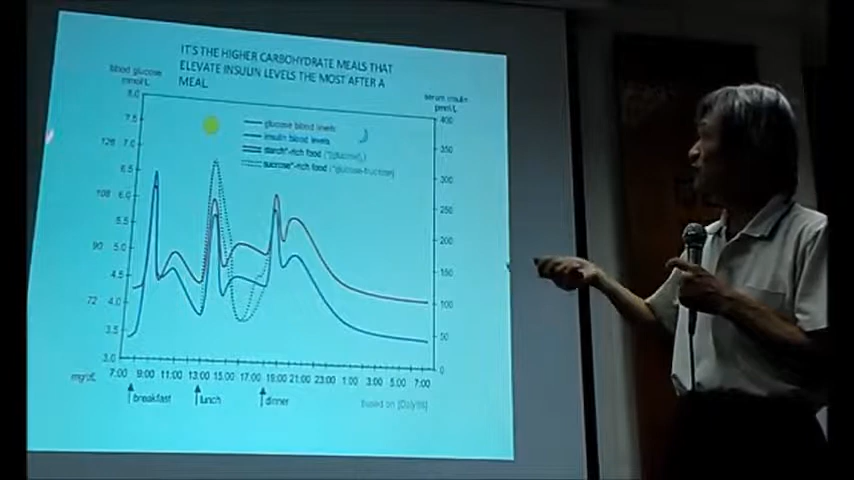 IT'S THE HIGHER CARBOHYDRATE MEALS THAT
ELEVATE INSULIN LEVELS THE MOST AFTER A
MEAL.
blood glucose
mmol/L
serum insulin
pmol/L
8.0
7.5
126 7.0
6.5
108 6.0
5.5
90 5.0
4.5
72 4.0
3.5
3.0
400
350
300
250
200
150
100
50
0
glucose blood levels
insulin blood levels
starch*-rich food (*[glucose]n)
sucrose*-rich food (*glucose-fructose)
mg/dL
7:00 9:00 11:00 13:00 15:00 17:00 19:00 21:00 23:00 1:00 3:00 5:00 7:00
breakfast lunch dinner
based on